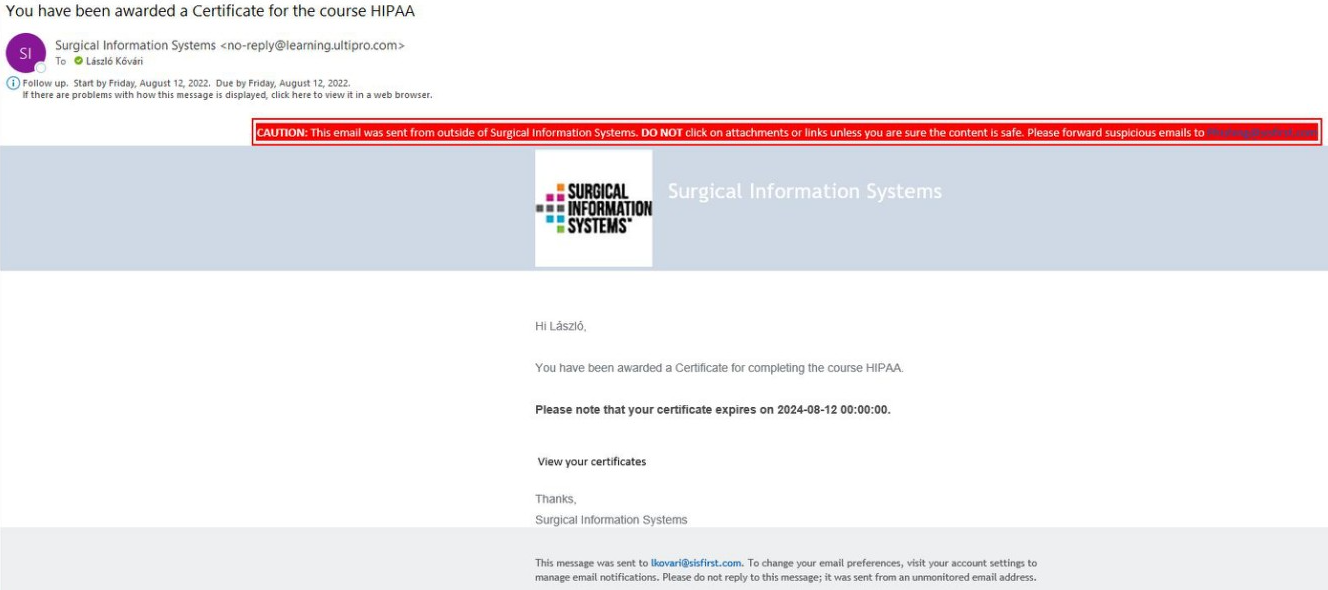 You have been awarded a Certificate for the course HIPAA
SI
Surgical Information Systems <no-reply@learning.ultipro.com>
To László Kővári
Follow up. Start by Friday, August 12, 2022. Due by Friday, August 12, 2022.
If there are problems with how this message is displayed, click here to view it in a web browser.
CAUTION: This email was sent from outside of Surgical Information Systems. DO NOT click on attachments or links unless you are sure the content is safe. Please forward suspicious emails to
SURGICAL
INFORMATION
SYSTEMS™
Surgical Information Systems
Hi László,
You have been awarded a Certificate for completing the course HIPAA.
Please note that your certificate expires on 2024-08-12 00:00:00.
View your certificates
Thanks,
Surgical Information Systems
This message was sent to lkovari@sisfirst.com. To change your email preferences, visit your account settings to
manage email notifications. Please do not reply to this message; it was sent from an unmonitored email address.